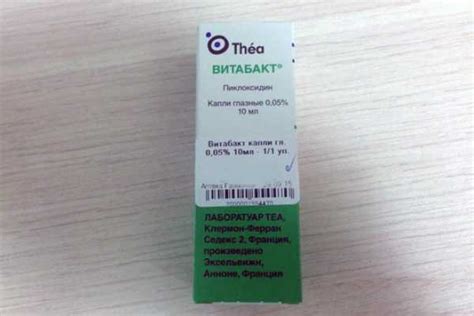 Théa
ВИТАБАКТ®
Пиклоксидин
Капли глазные 0,05%
10 мл
Витабакт капли гл.
0,05% 10мл - 1/1 уп.
Аптека
ЛАБОРАТУАР ТЕА,
Клермон-Ферран
Седекс 2, Франция,
произведено
Эксельвижн,
Анноне, Франция